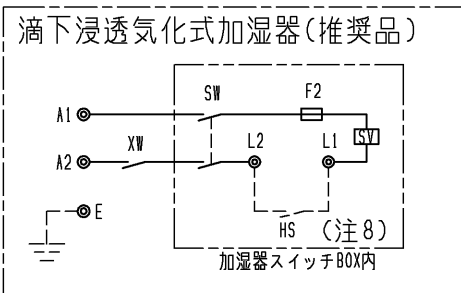 滴下浸透気化式加湿器(推奨品)
SW
F2
A1
XW
L2
L1
SV
A2
E
HS
(注8)
加湿器スイッチBOX内